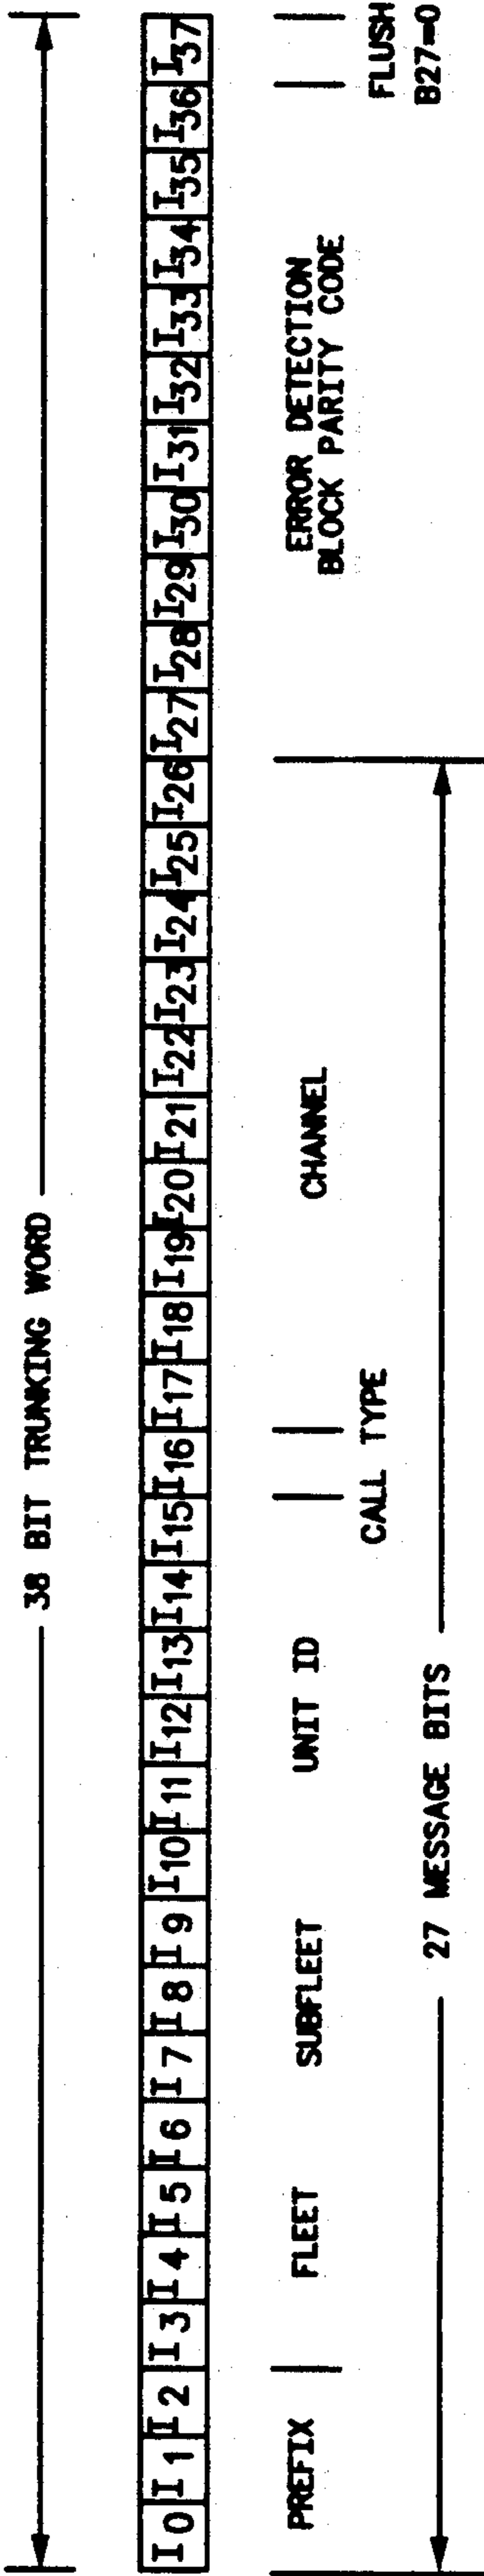 38 BIT TRUNKING WORD
I0 I1 I2 I3 I4 I5 I6 I7 I8 I9 I10 I11 I12 I13 I14 I15 I16 I17 I18 I19 I20 I21 I22 I23 I24 I25 I26 I27 I28 I29 I30 I31 I32 I33 I34 I35 I36 I37
PREFIX
FLEET
SUBFLEET
UNIT ID
CALL TYPE
CHANNEL
ERROR DETECTION
BLOCK PARITY CODE
FLUSH
B27=0
27 MESSAGE BITS